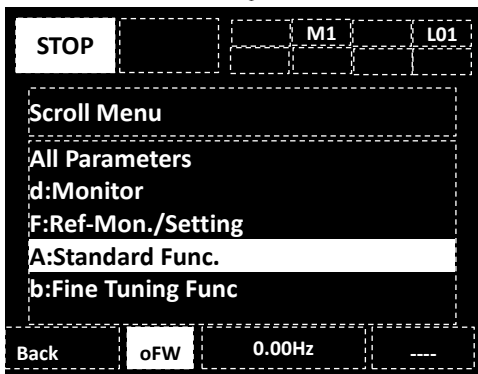 STOP M1 L01
Scroll Menu
All Parameters
d:Monitor
F:Ref-Mon./Setting
A:Standard Func.
b:Fine Tuning Func
Back oFW 0.00Hz ----